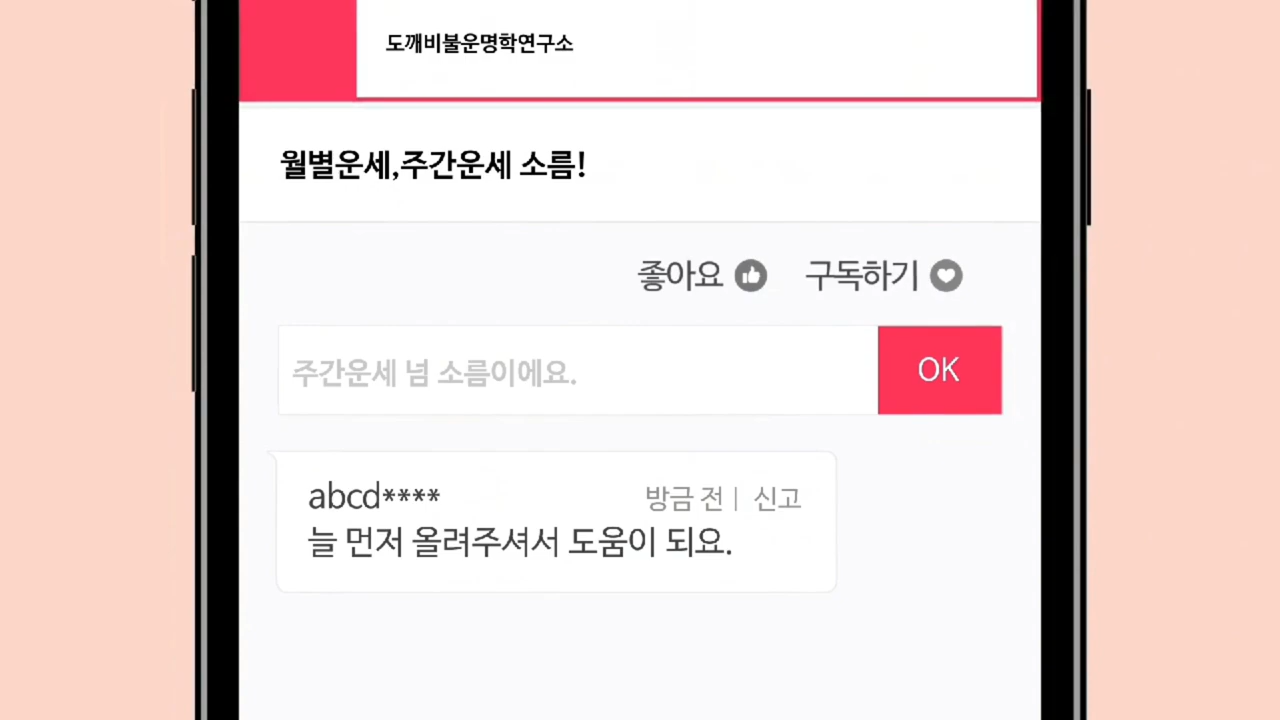 도깨비불운명학연구소
월별운세,주간운세 소름!
좋아요 구독하기
주간운세 넘 소름이에요.
OK
abcd****
방금 전 | 신고
늘 먼저 올려주셔서 도움이 되요.